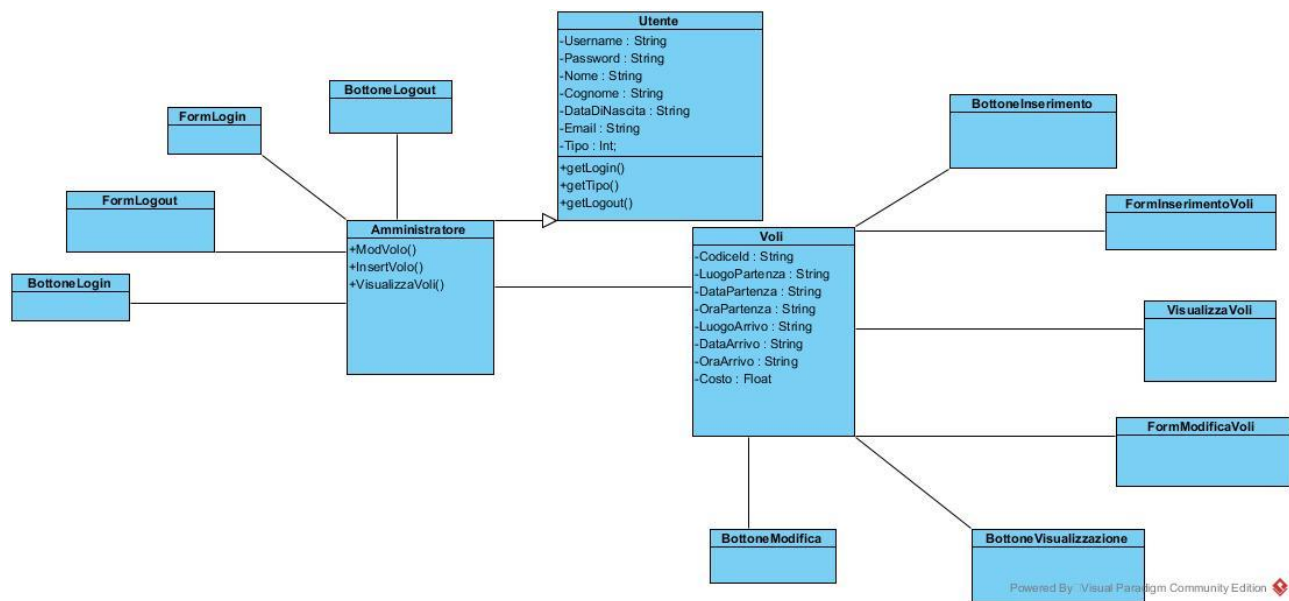 Utente
-Username : String
-Password : String
-Nome : String
-Cognome : String
-DataDiNascita : String
-Email : String
-Tipo : Int;
+getLogin()
+getTipo()
+getLogout()
BottoneLogout
FormLogin
FormLogout
BottoneLogin
Amministratore
+ModVolo()
+InsertVolo()
+VisualizzaVoli()
Voli
-CodiceId : String
-LuogoPartenza : String
-DataPartenza : String
-OraPartenza : String
-LuogoArrivo : String
-DataArrivo : String
-OraArrivo : String
-Costo : Float
BottoneInserimento
FormInserimentoVoli
VisualizzaVoli
FormModificaVoli
BottoneModifica
BottoneVisualizzazione
Powered By Visual Paradigm Community Edition